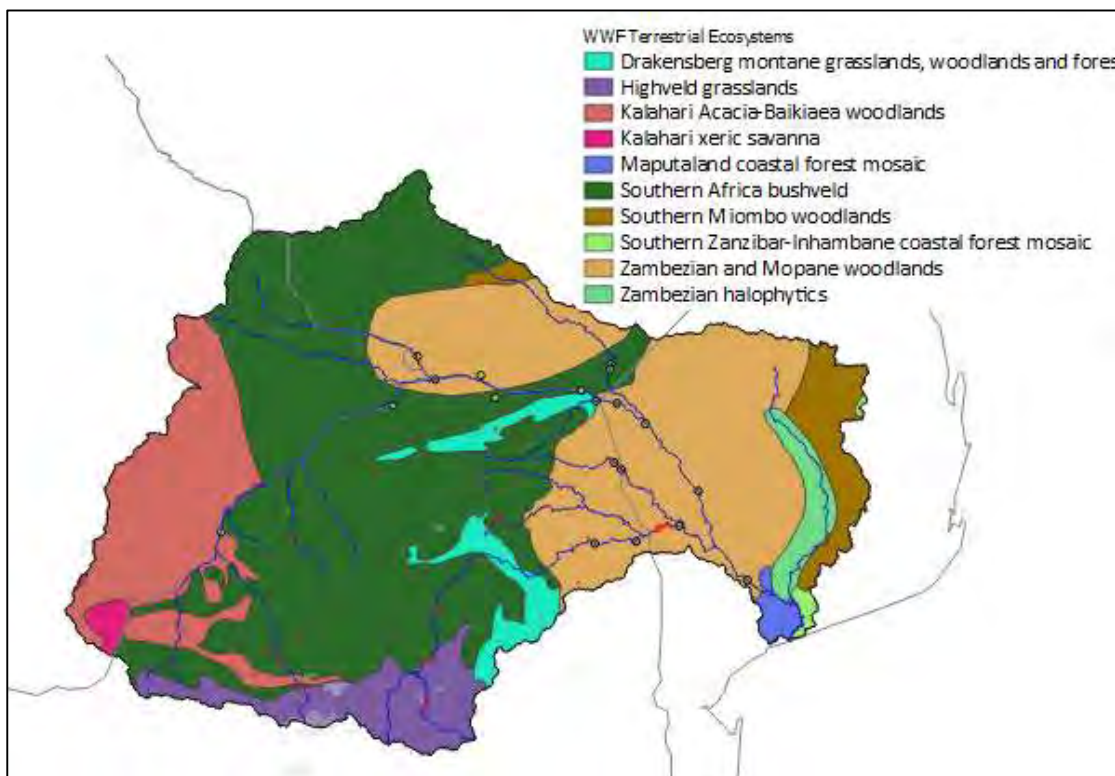 WWF Terrestrial Ecosystems
Drakensberg montane grasslands, woodlands and fores
Highveld grasslands
Kalahari Acacia-Baikiaea woodlands
Kalahari xeric savanna
Maputaland coastal forest mosaic
Southern Africa bushveld
Southern Miombo woodlands
Southern Zanzibar-Inhambane coastal forest mosaic
Zambezian and Mopane woodlands
Zambezian halophytics